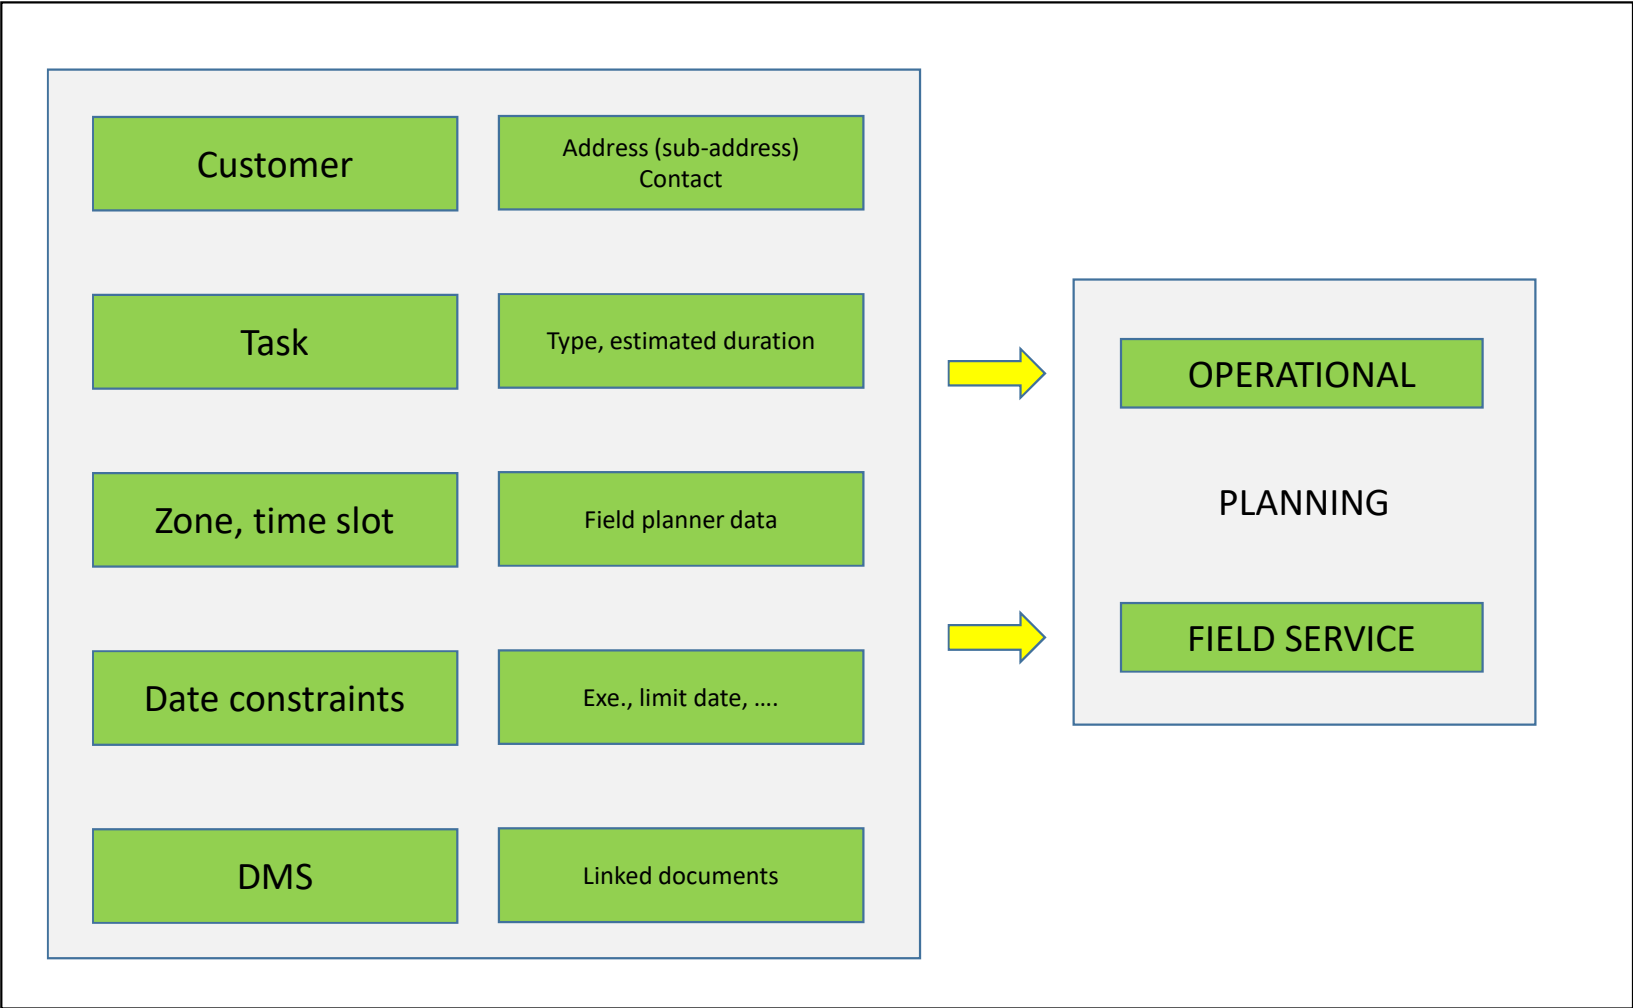 Customer
Address (sub-address)
Contact
Task
Type, estimated duration
Zone, time slot
Field planner data
Date constraints
Exe., limit date, ....
DMS
Linked documents
OPERATIONAL
PLANNING
FIELD SERVICE